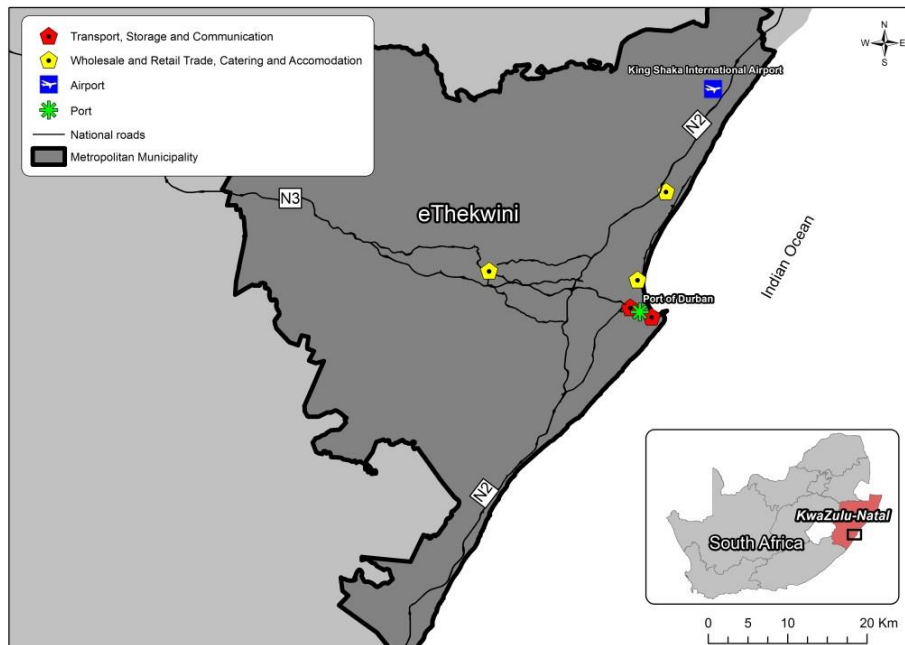 Transport, Storage and Communication
Wholesale and Retail Trade, Catering and Accomodation
Airport
Port
National roads
Metropolitan Municipality
N
W E
S
King Shaka International Airport
N2
N3
eThekwini
Indian Ocean
Port of Durban
N2
KwaZulu-Natal
South Africa
0 5 10 20 Km